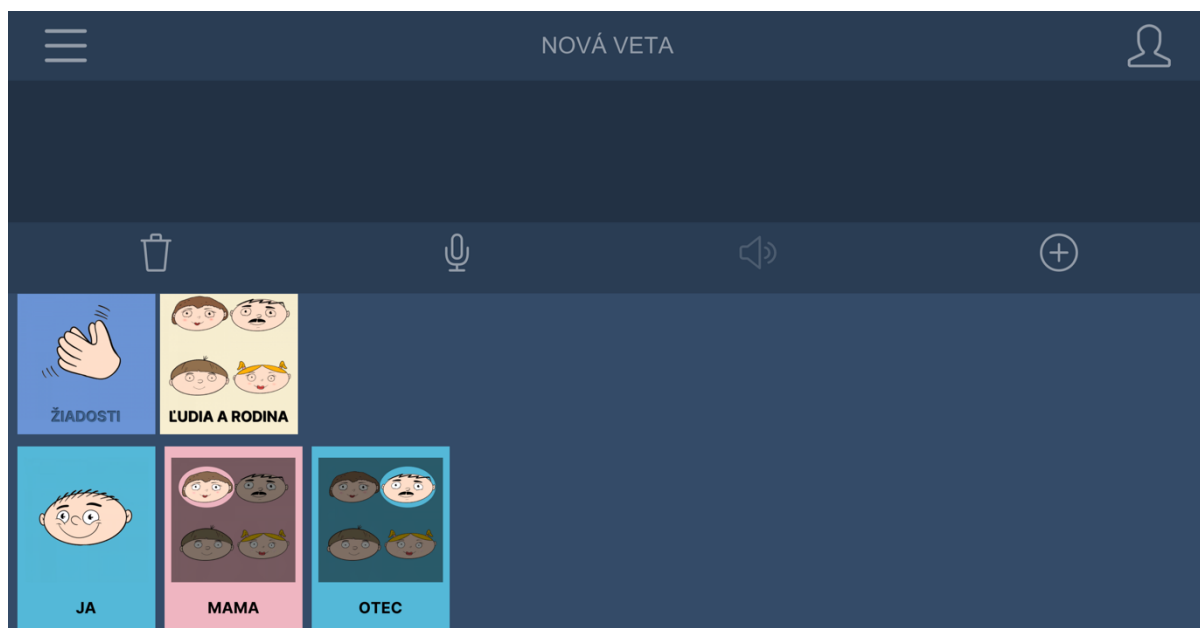 NOVÁ VETA
ŽIADOSTI
ĽUDIA A RODINA
JA
MAMA
OTEC